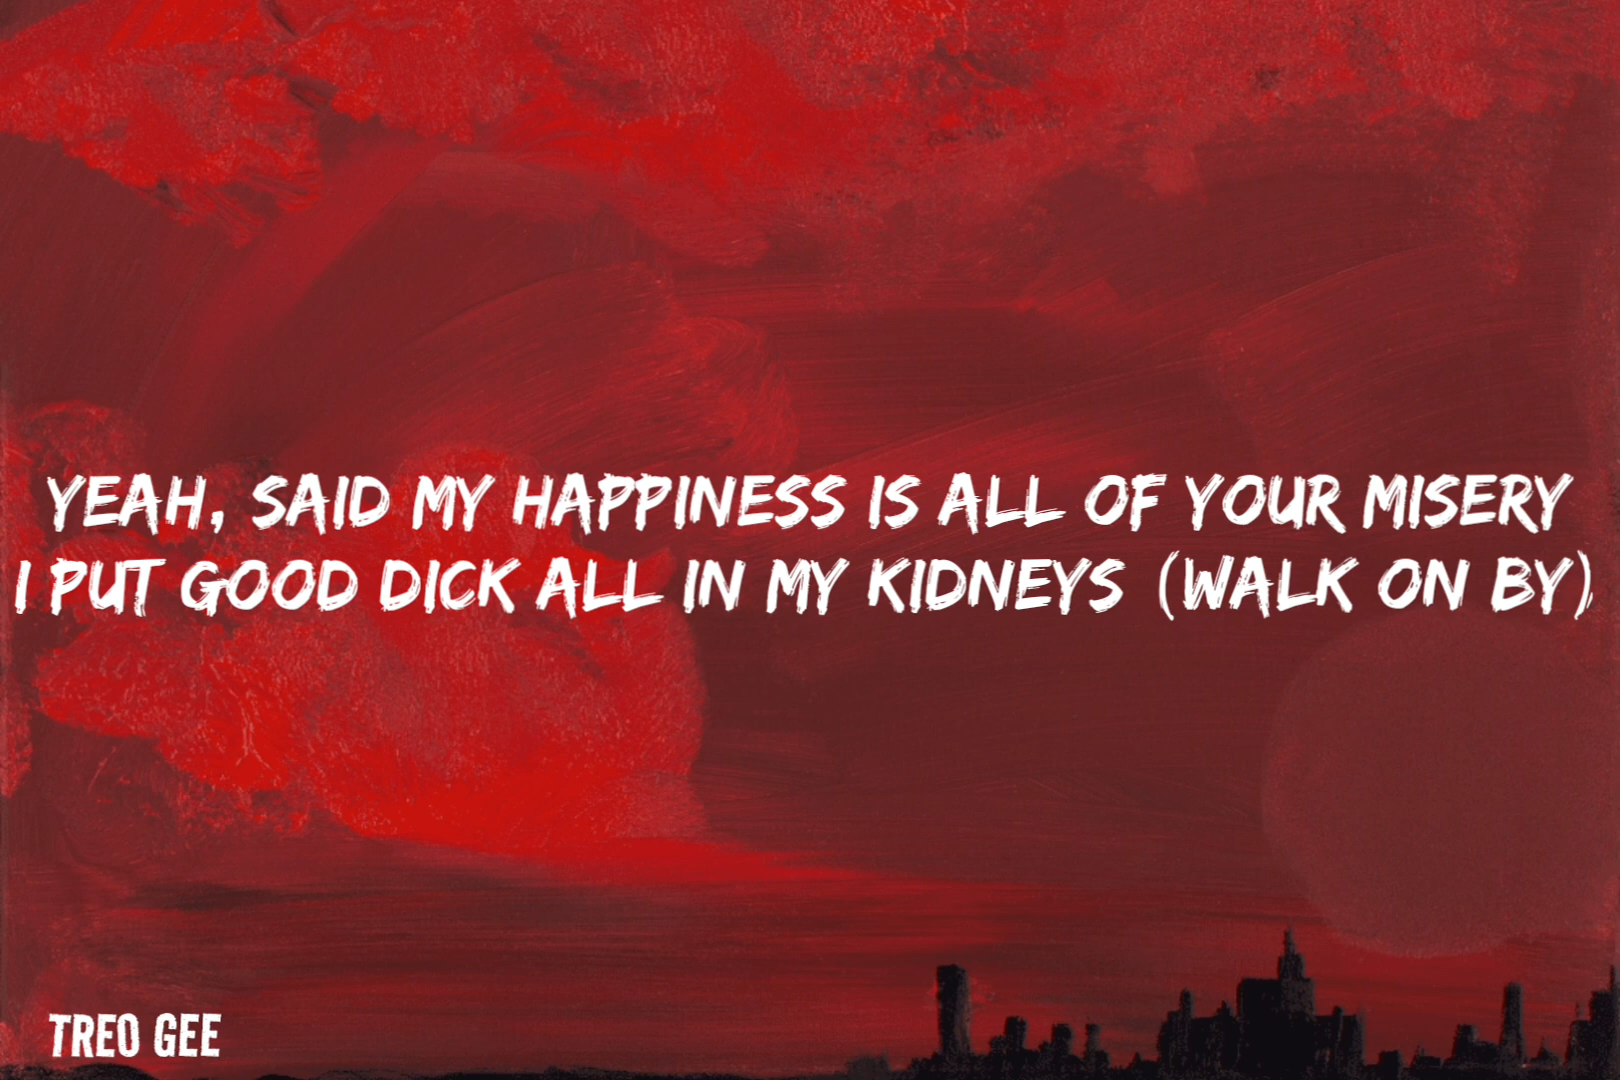 YEAH, SAID MY HAPPINESS IS ALL OF YOUR MISERY
I PUT GOOD DICK ALL IN MY KIDNEYS (WALK ON BY)
TREO GEE